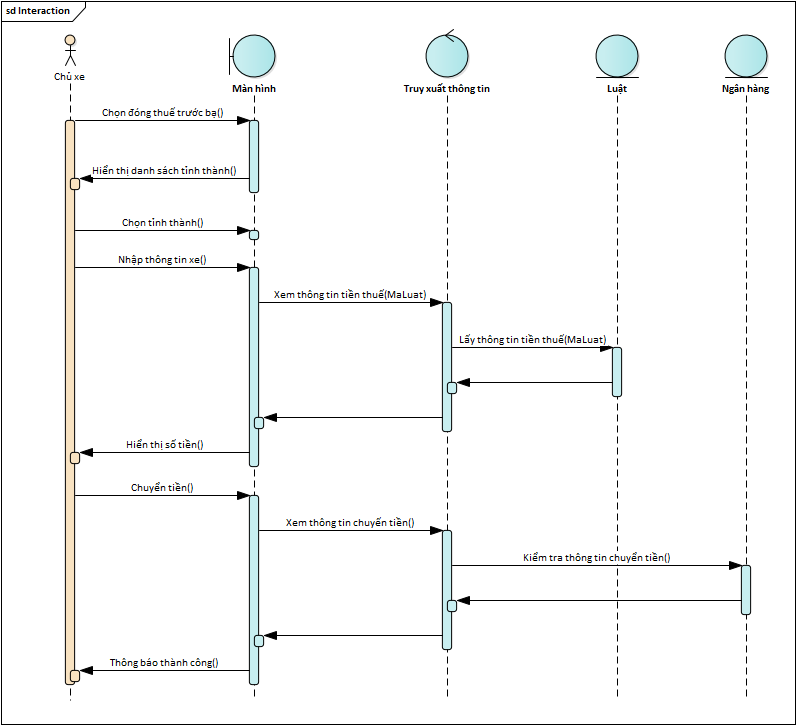 sd Interaction
Chủ xe
Màn hình
Truy xuất thông tin
Luật
Ngân hàng
Chọn đóng thuế trước bạ()
Hiển thị danh sách tỉnh thành()
Chọn tỉnh thành()
Nhập thông tin xe()
Xem thông tin tiền thuế(MaLuat)
Lấy thông tin tiền thuế(MaLuat)
Hiển thị số tiền()
Chuyển tiền()
Xem thông tin chuyển tiền()
Kiểm tra thông tin chuyển tiền()
Thông báo thành công()